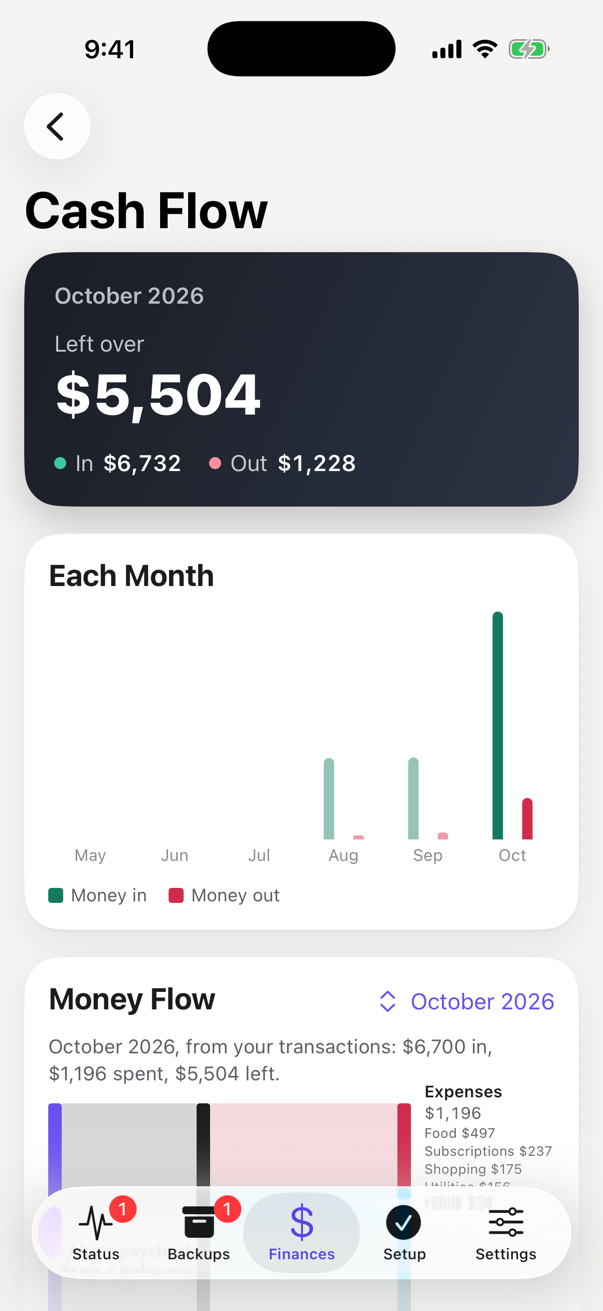 9:41
Cash Flow
October 2026
Left over
$5,504
In $6,732 Out $1,228
Each Month
May Jun Jul Aug Sep Oct
Money in Money out
Money Flow
October 2026
October 2026, from your transactions: $6,700 in,
$1,196 spent, $5,504 left.
Expenses
$1,196
Food $497
Subscriptions $237
Shopping $175
Utilities $156
1 1
Status Backups Finances Setup Settings